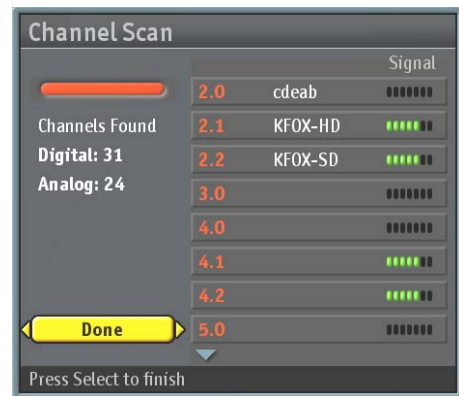 Channel Scan
Signal
2.0 cdeab
Channels Found
2.1 KFOX-HD
Digital: 31
2.2 KFOX-SD
Analog: 24
3.0
4.0
4.1
4.2
Done
5.0
Press Select to finish